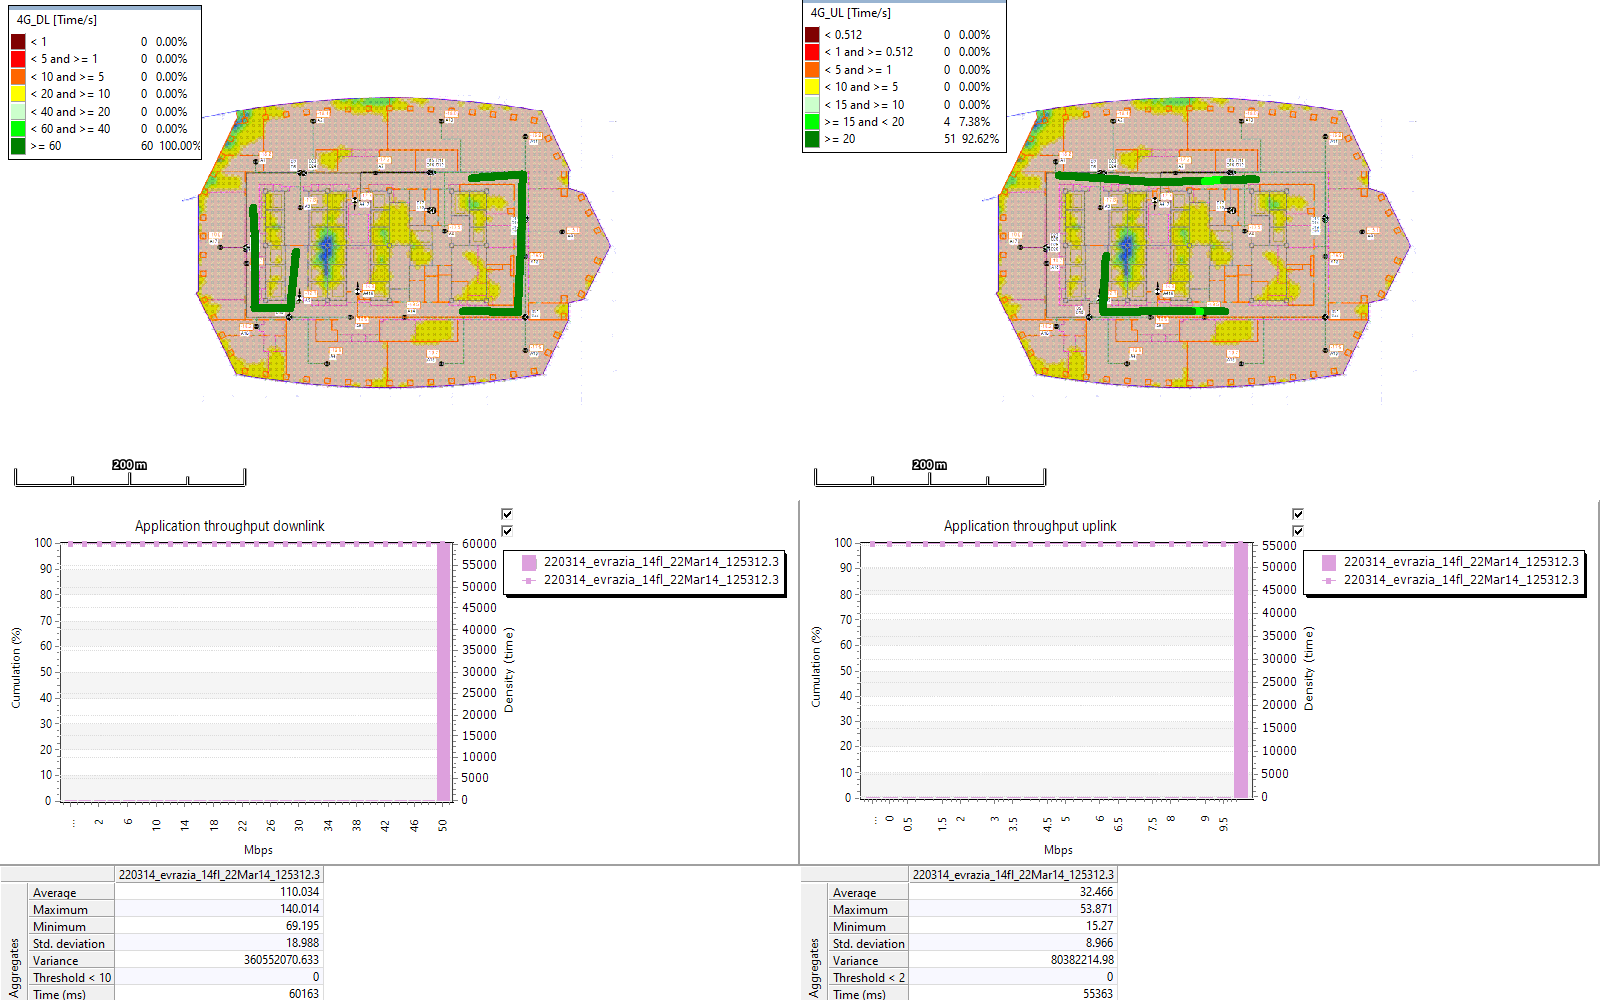 4G_DL [Time/s]
< 1 0 0.00%
< 5 and >= 1 0 0.00%
< 10 and >= 5 0 0.00%
< 20 and >= 10 0 0.00%
< 40 and >= 20 0 0.00%
< 60 and >= 40 0 0.00%
>= 60 60 100.00%
200 m
Application throughput downlink
220314_evrazia_14fl_22Mar14_125312.3
220314_evrazia_14fl_22Mar14_125312.3
100
90
80
70
60
50
40
30
20
10
0
Cumulation (%)
60000
55000
50000
45000
40000
35000
30000
25000
20000
15000
10000
5000
0
Density (time)
... 2 6 10 14 18 22 26 30 34 38 42 46 50
Mbps
220314_evrazia_14fl_22Mar14_125312.3
Aggregates
Average 110.034
Maximum 140.014
Minimum 69.195
Std. deviation 18.988
Variance 360552070.633
Threshold < 10 0
Time (ms) 60163
4G_UL [Time/s]
< 0.512 0 0.00%
< 1 and >= 0.512 0 0.00%
< 5 and >= 1 0 0.00%
< 10 and >= 5 0 0.00%
< 15 and >= 10 0 0.00%
>= 15 and < 20 4 7.38%
>= 20 51 92.62%
200 m
Application throughput uplink
220314_evrazia_14fl_22Mar14_125312.3
220314_evrazia_14fl_22Mar14_125312.3
100
90
80
70
60
50
40
30
20
10
0
Cumulation (%)
55000
50000
45000
40000
35000
30000
25000
20000
15000
10000
5000
0
Density (time)
... 0 0.5 1.5 2 3 3.5 4.5 5 6 6.5 7.5 8 9 9.5
Mbps
220314_evrazia_14fl_22Mar14_125312.3
Aggregates
Average 32.466
Maximum 53.871
Minimum 15.27
Std. deviation 8.966
Variance 80382214.98
Threshold < 2 0
Time (ms) 55363